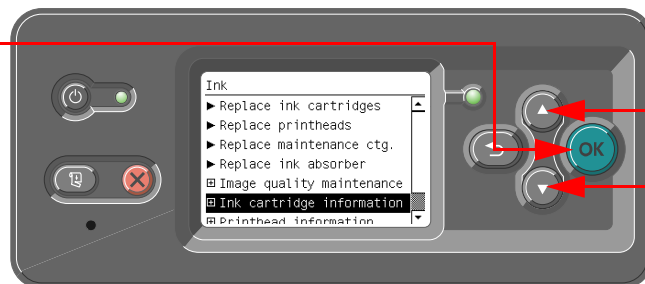 Ink
Replace ink cartridges
Replace printheads
Replace maintenance ctg.
Replace ink absorber
Image quality maintenance
Ink cartridge information
Printhead information
OK